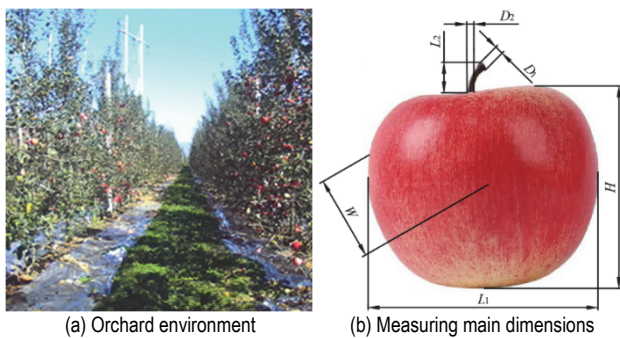 D2
L2
D1
H
W
L1
(a) Orchard environment
(b) Measuring main dimensions